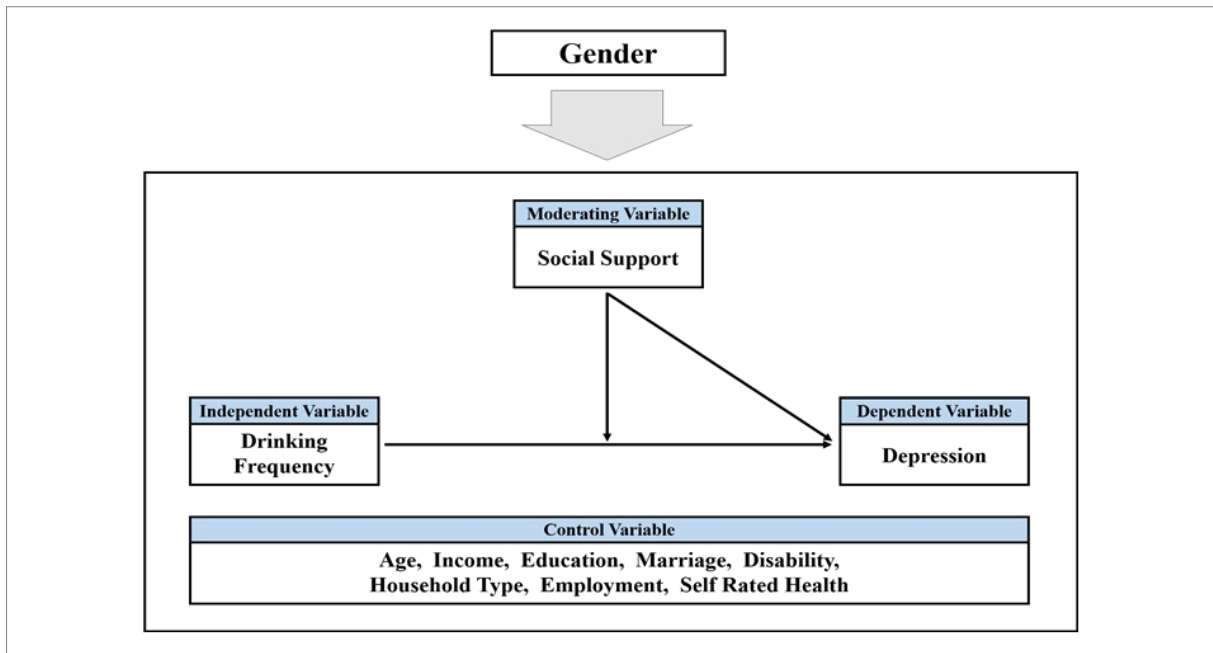 Gender
Moderating Variable
Social Support
Independent Variable
Drinking
Frequency
Dependent Variable
Depression
Control Variable
Age, Income, Education, Marriage, Disability,
Household Type, Employment, Self Rated Health